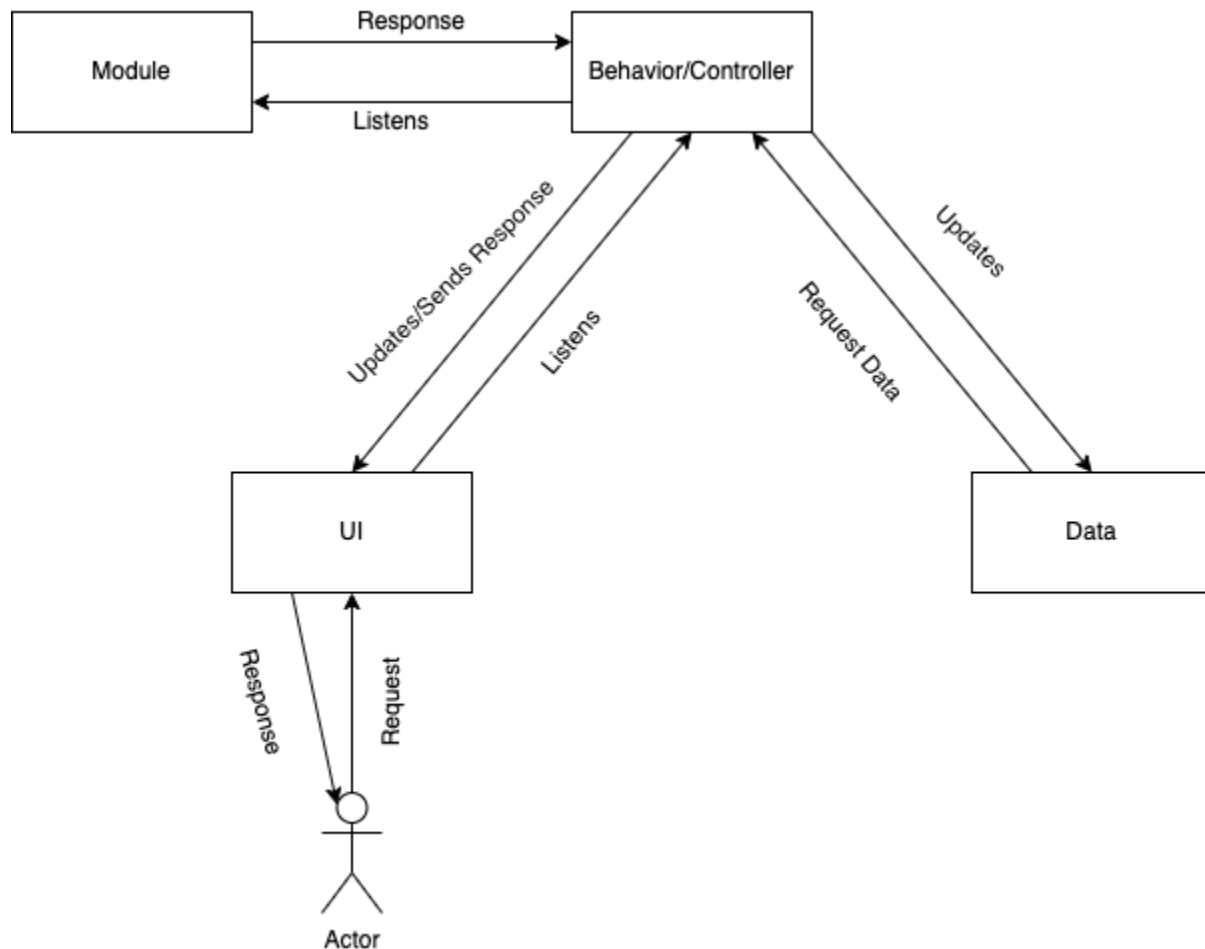 Response
Module
Behavior/Controller
Listens
Updates/Sends Response
Listens
Request Data
Updates
UI
Data
Response
Request
Actor